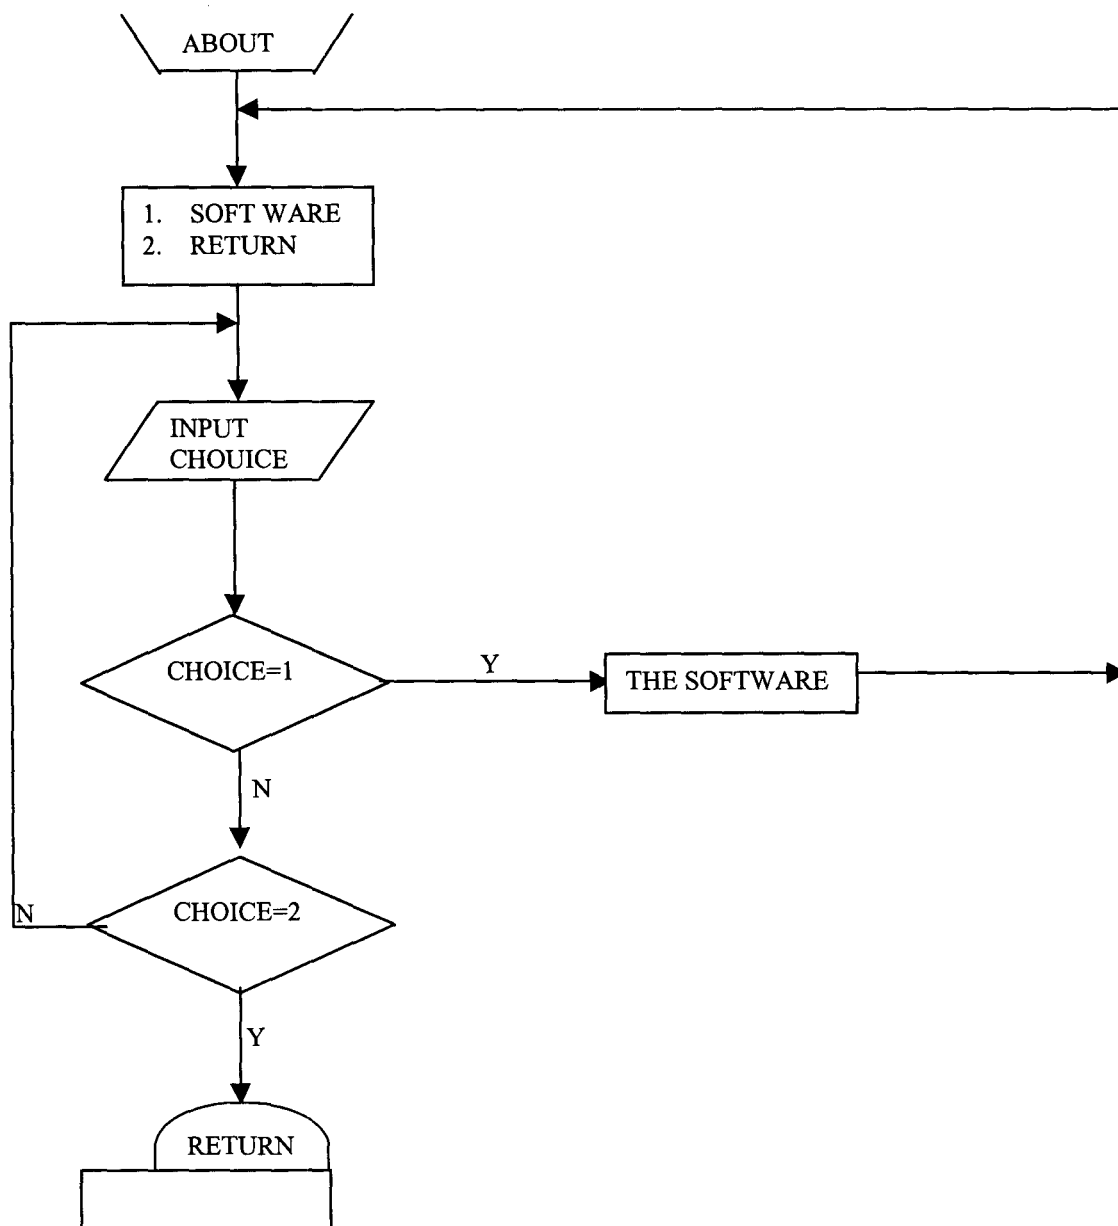 ABOUT
1. SOFT WARE
2. RETURN
INPUT
CHOUICE
CHOICE=1
Y
THE SOFTWARE
N
CHOICE=2
N
Y
RETURN